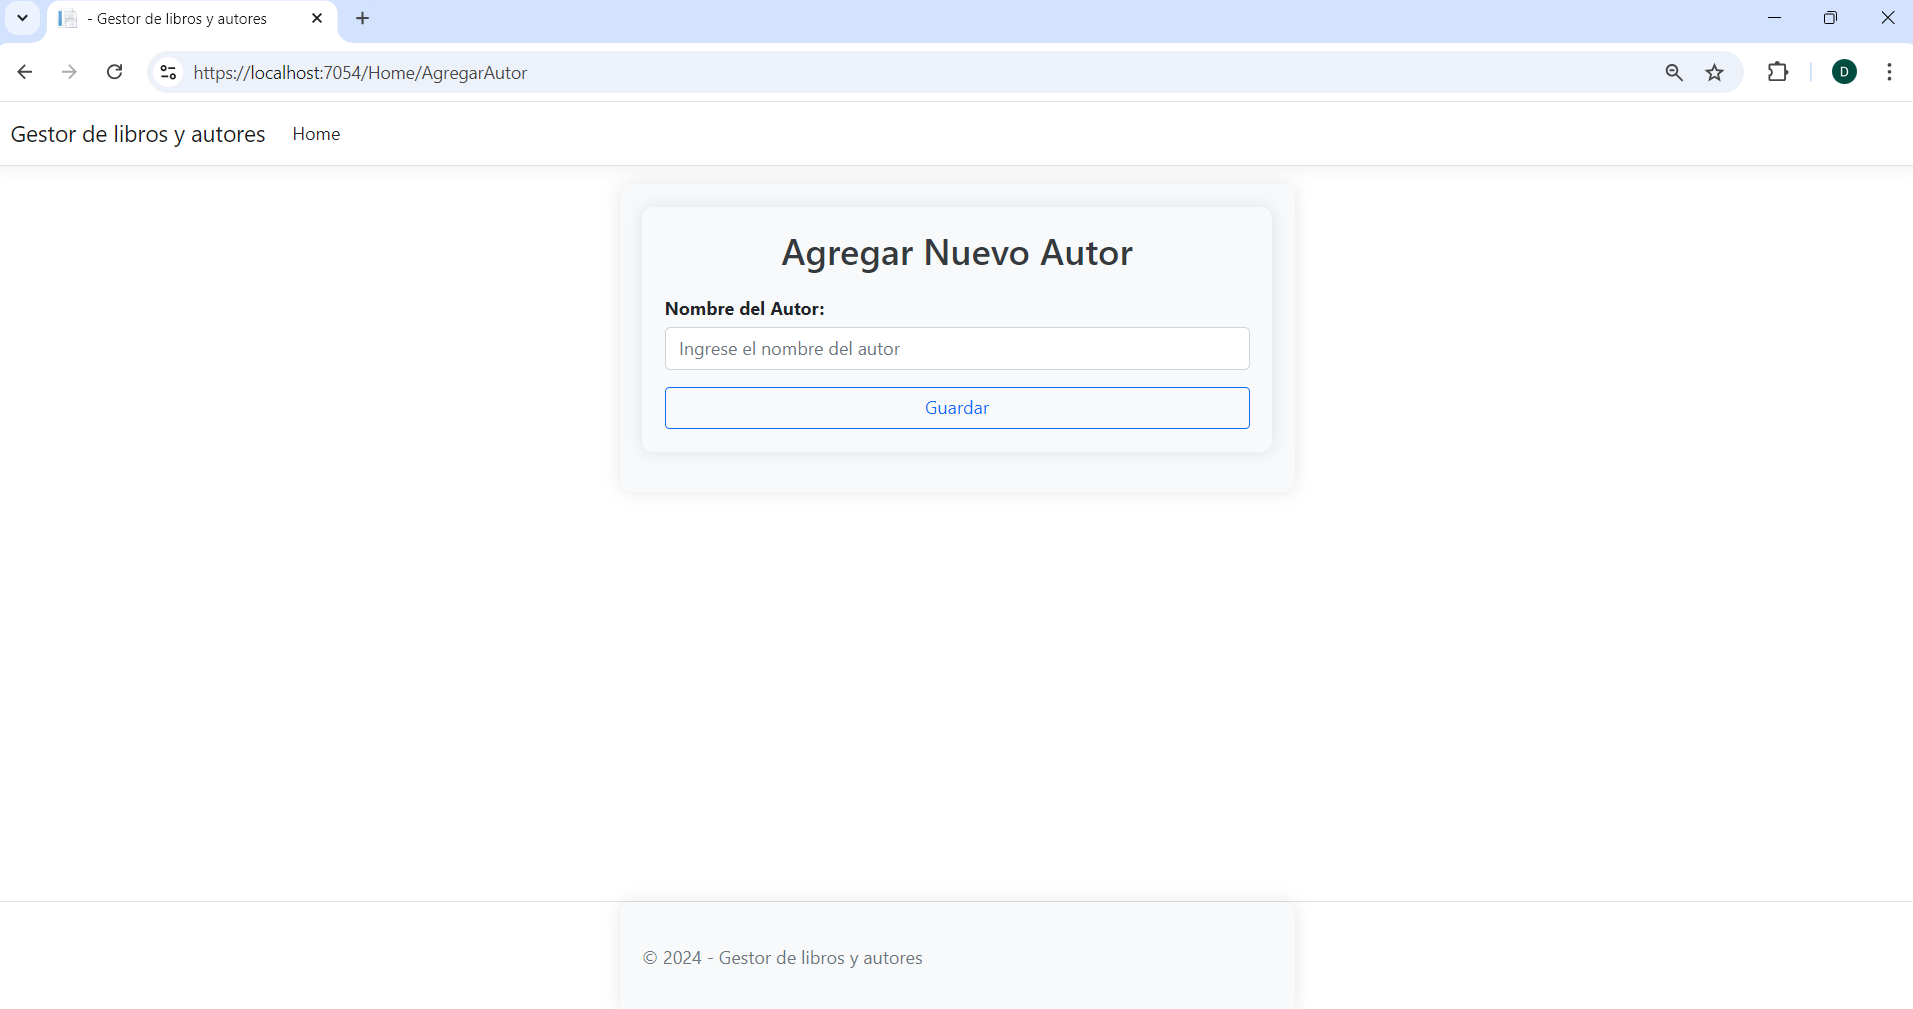 - Gestor de libros y autores
https://localhost:7054/Home/AgregarAutor
D
Gestor de libros y autores Home
Agregar Nuevo Autor
Nombre del Autor:
Ingrese el nombre del autor
Guardar
© 2024 - Gestor de libros y autores